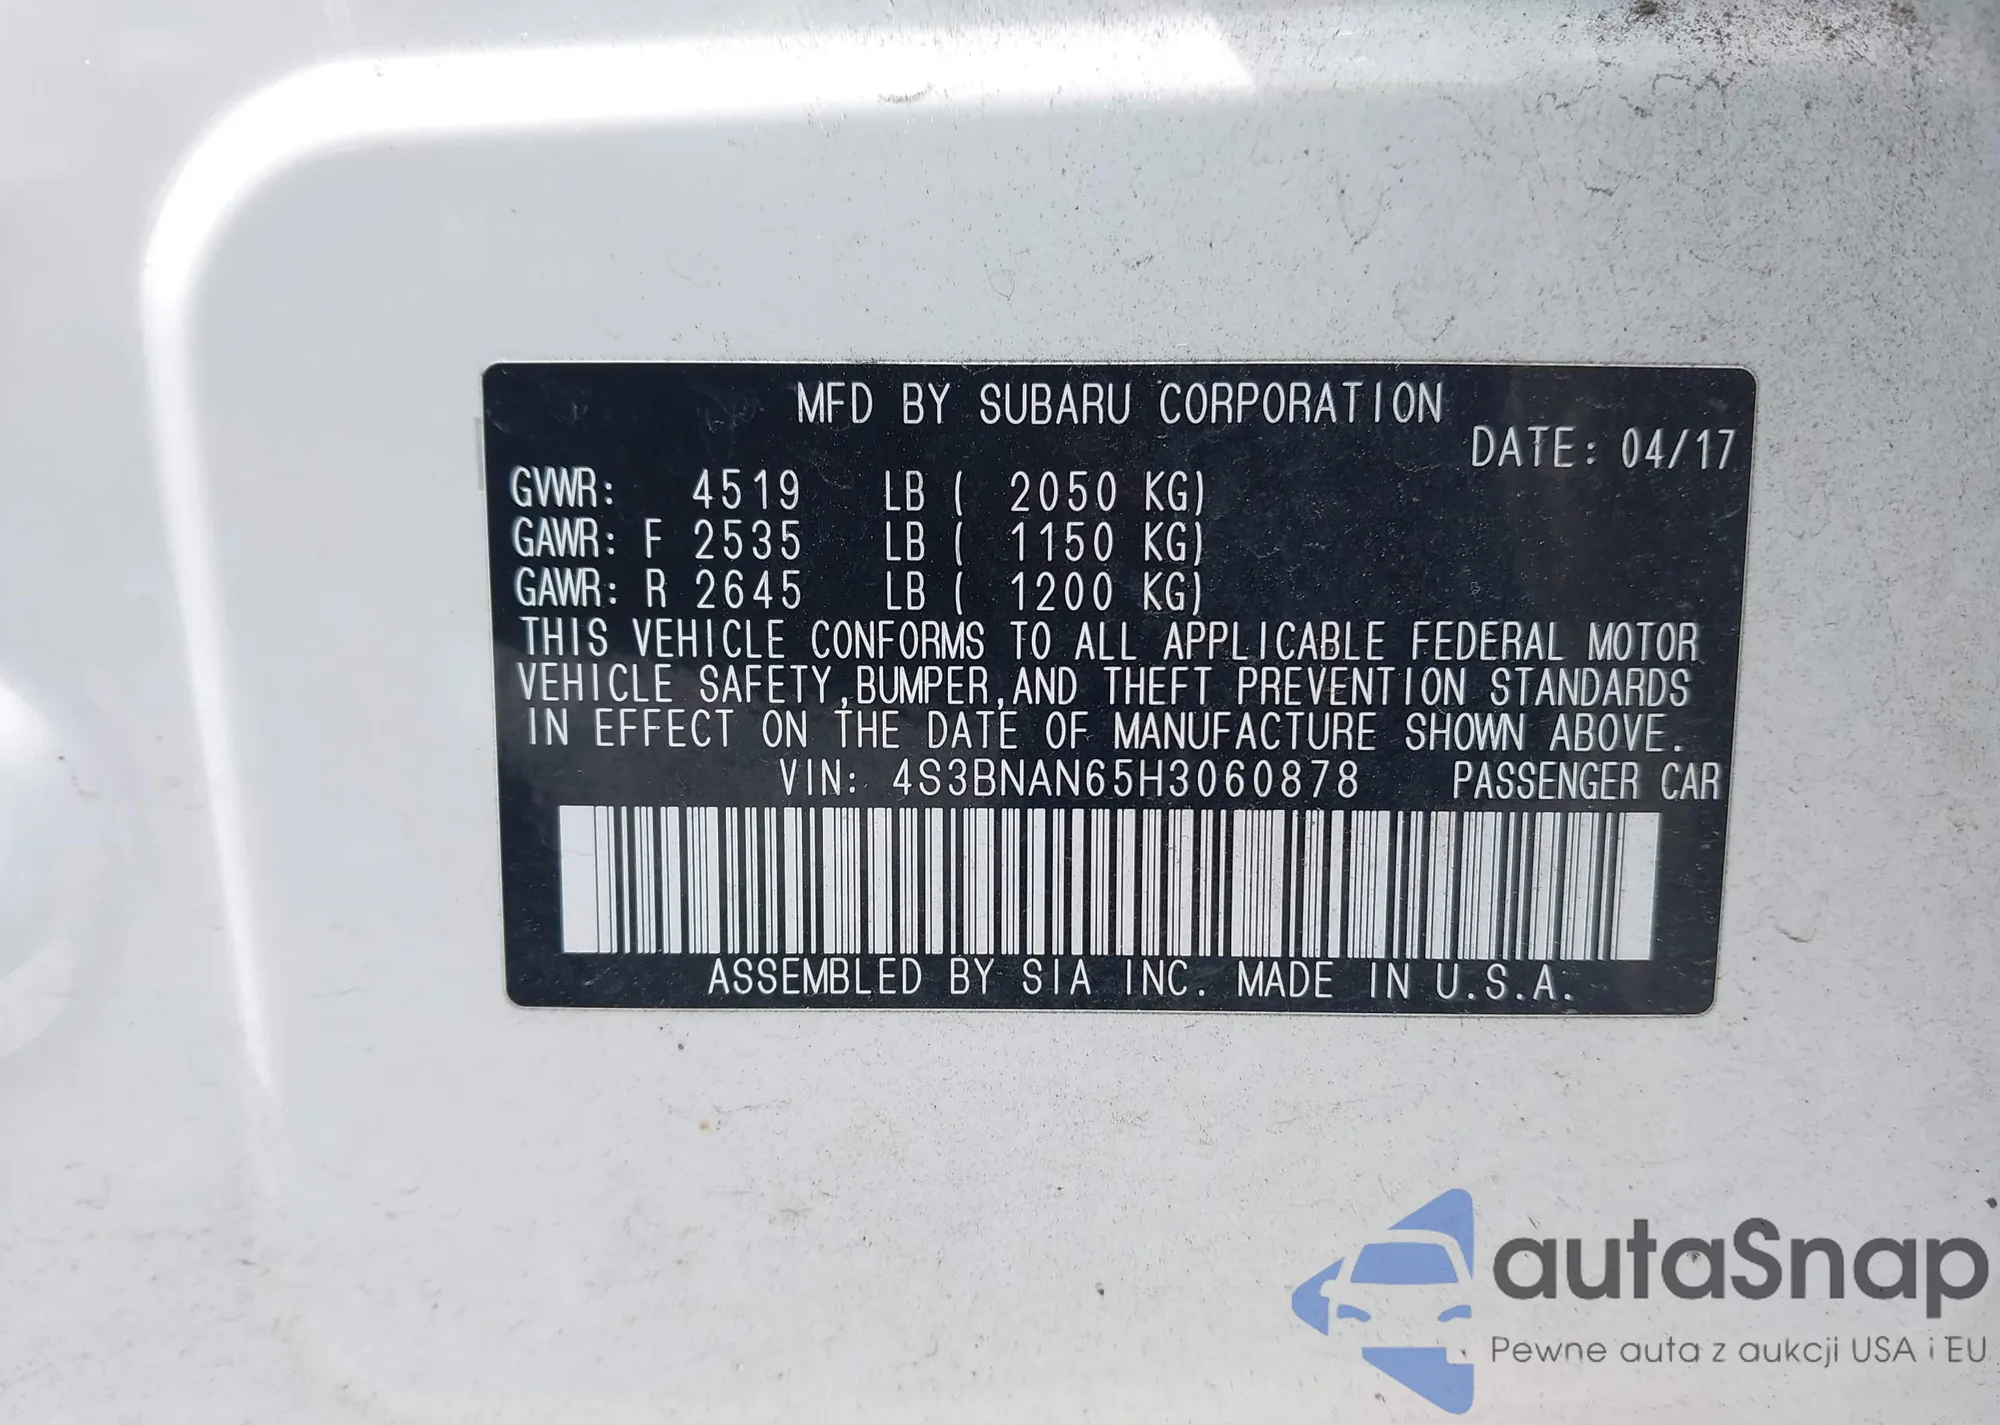 MFD BY SUBARU CORPORATION
DATE: 04/17
GVWR: 4519 LB ( 2050 KG)
GAWR: F 2535 LB ( 1150 KG)
GAWR: R 2645 LB ( 1200 KG)
THIS VEHICLE CONFORMS TO ALL APPLICABLE FEDERAL MOTOR
VEHICLE SAFETY,BUMPER,AND THEFT PREVENTION STANDARDS
IN EFFECT ON THE DATE OF MANUFACTURE SHOWN ABOVE.
VIN: 4S3BNAN65H3060878 PASSENGER CAR
ASSEMBLED BY SIA INC. MADE IN U.S.A.
autaSnap
Pewne auta z aukcji USA i EU